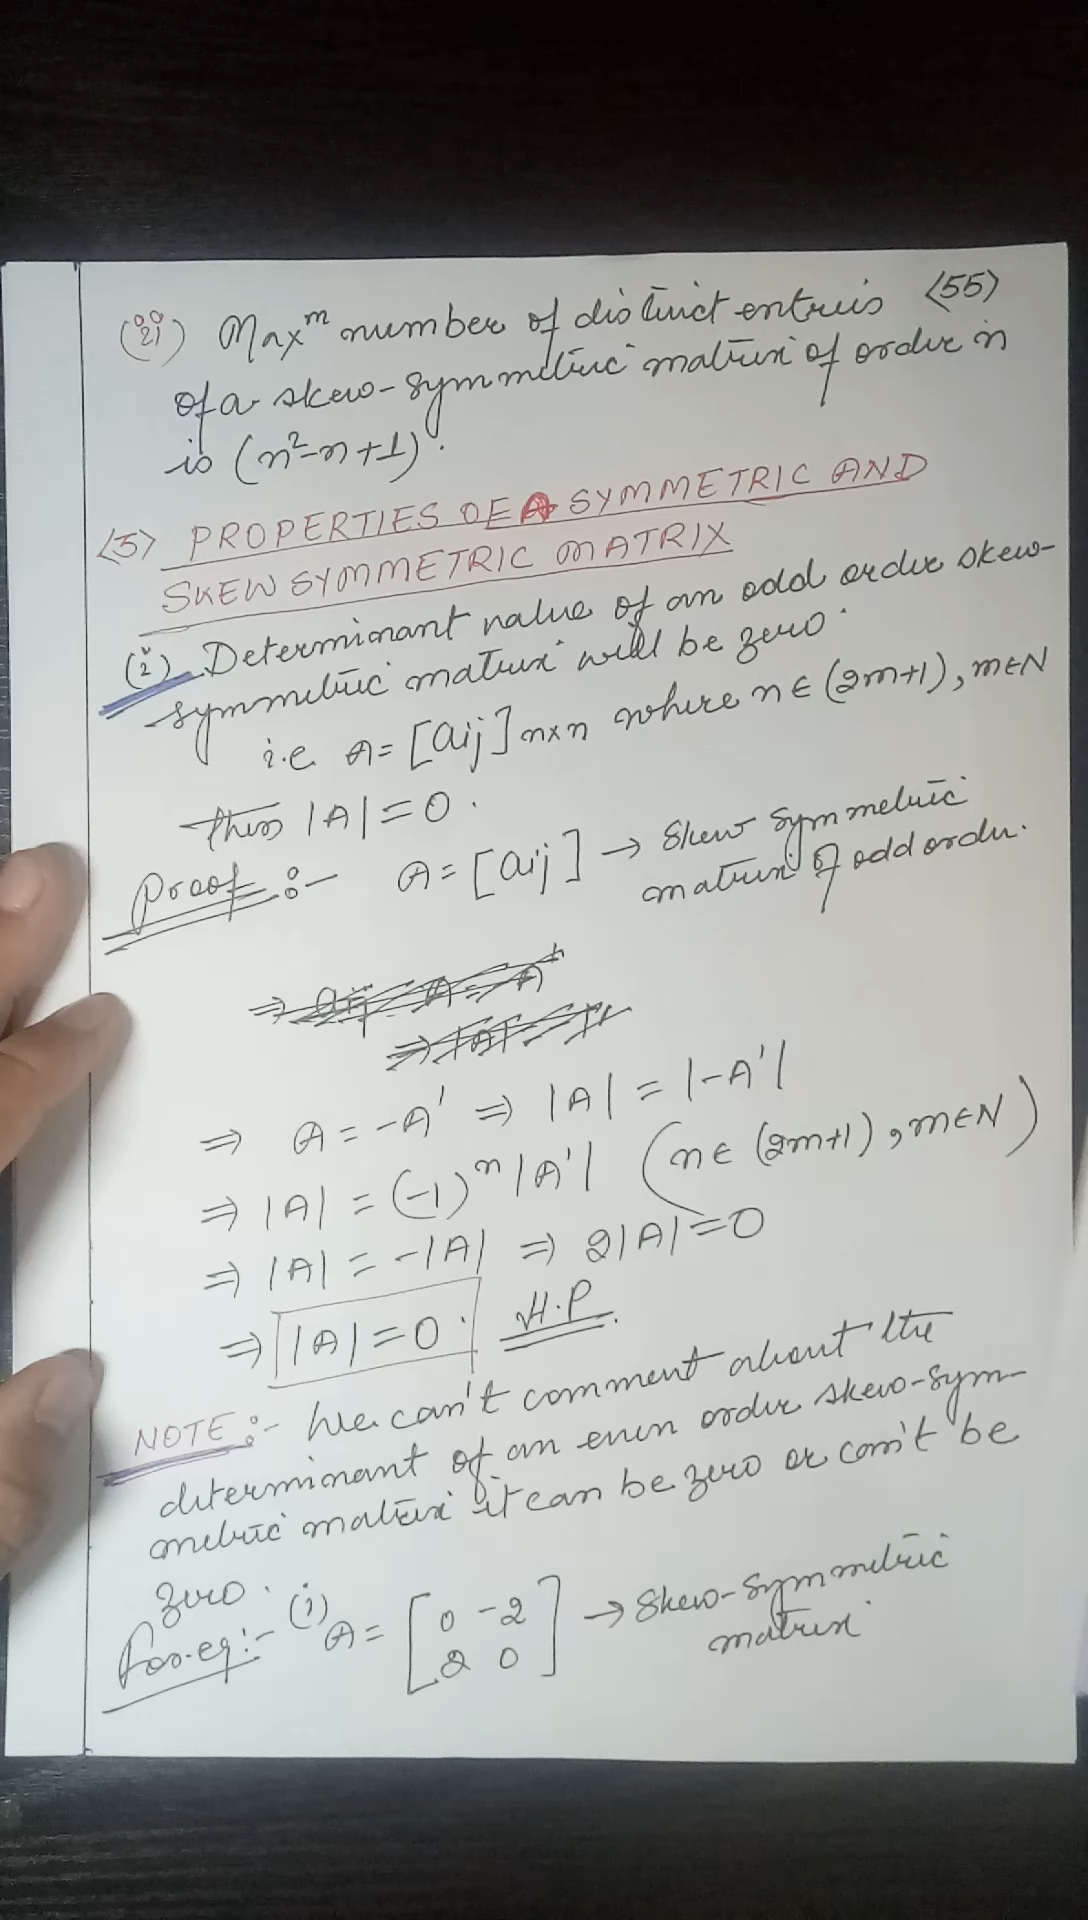 (ii) Maxᵐ number of distinct entries <55>
of a skew-symmetric matrix of order n
is (n²-n+1).
<5> PROPERTIES OF SYMMETRIC AND
SKEW SYMMETRIC MATRIX
(i) Determinant value of an odd order skew-
symmetric matrix will be zero.
i.e A = [aij]n×n where n ∈ (2m+1), m∈N
then |A| = 0.
Proof :- A = [aij] → Skew symmetric
matrix of odd order.
⇒ A = -A' ⇒ |A| = |-A'|
⇒ |A| = (-1)ⁿ |A'| (n ∈ (2m+1), m∈N)
⇒ |A| = -|A| ⇒ 2|A| = 0
⇒ |A| = 0. H.P.
NOTE :- We can't comment about the
determinant of an even order skew-sym-
metric matrix it can be zero or can't be
zero.
For eg:- (i) A = [0 -2
2 0] → Skew-Symmetric
matrix